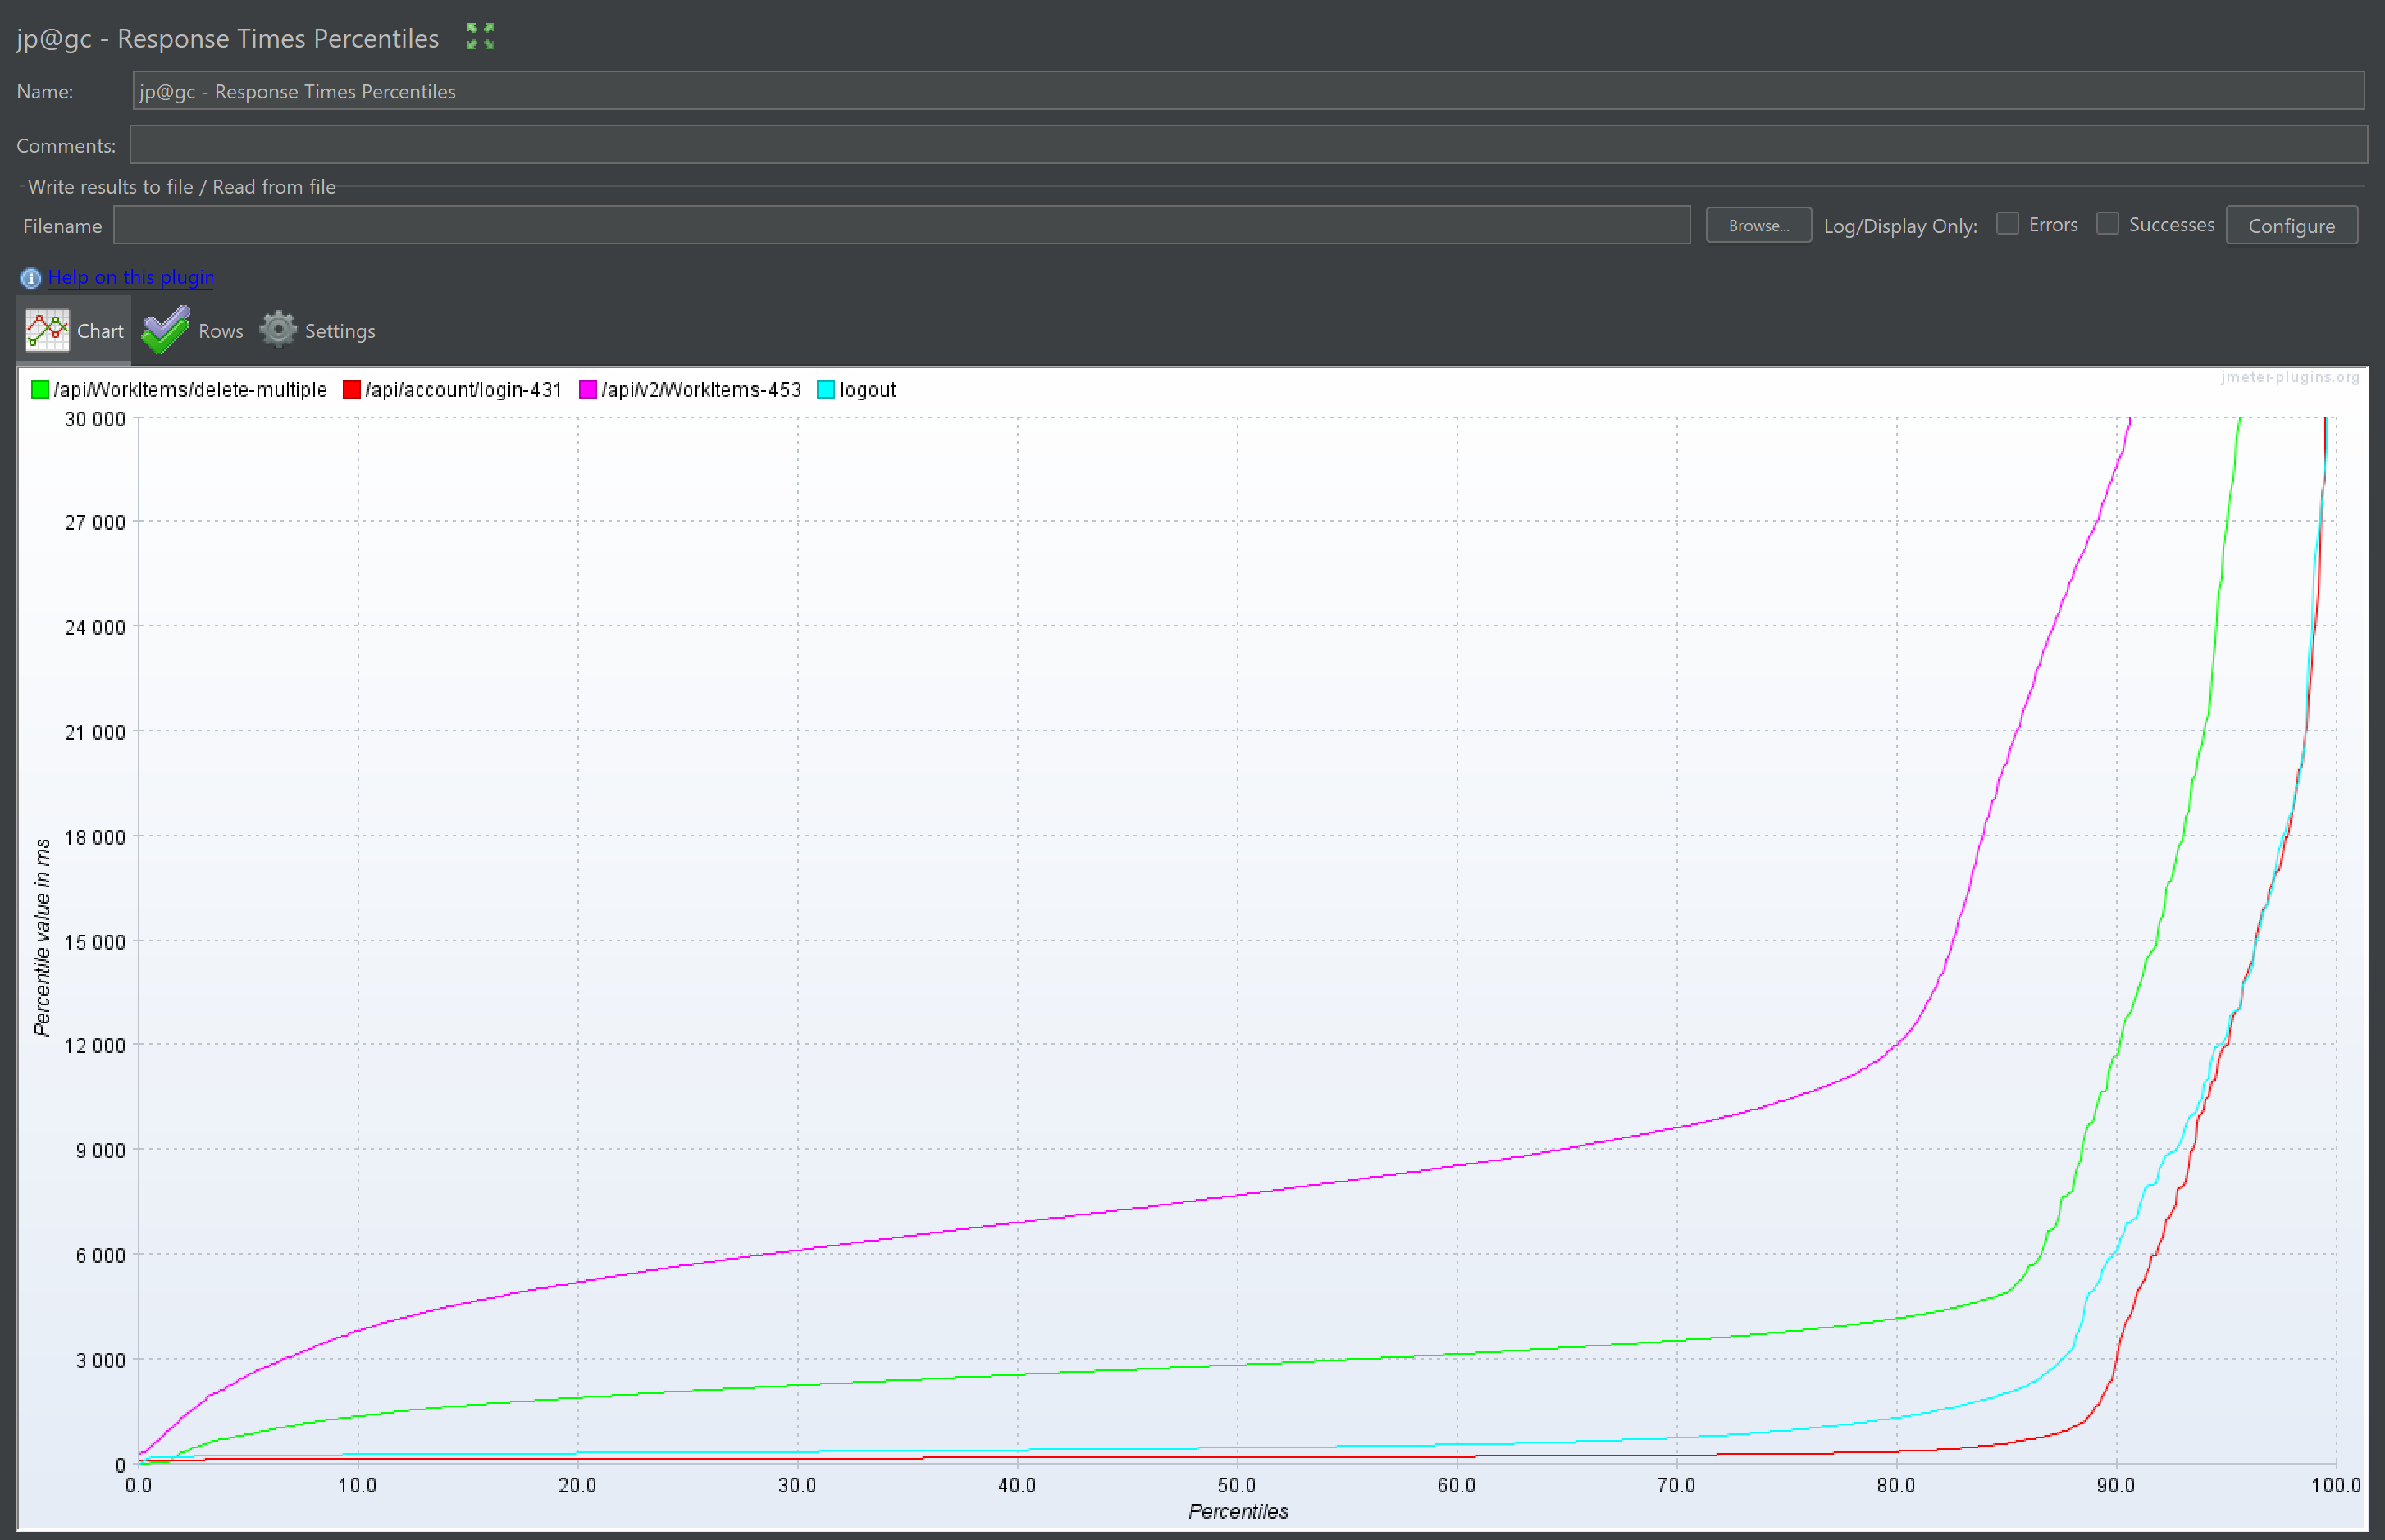 jp@gc - Response Times Percentiles
Name: jp@gc - Response Times Percentiles
Comments:
Write results to file / Read from file
Filename Browse... Log/Display Only: Errors Successes Configure
Help on this plugin
Chart Rows Settings
jmeter-plugins.org
/api/WorkItems/delete-multiple /api/account/login-431 /api/v2/WorkItems-453 logout
30 000
27 000
24 000
21 000
18 000
15 000
12 000
9 000
6 000
3 000
0
Percentile value in ms
0.0 10.0 20.0 30.0 40.0 50.0 60.0 70.0 80.0 90.0 100.0
Percentiles